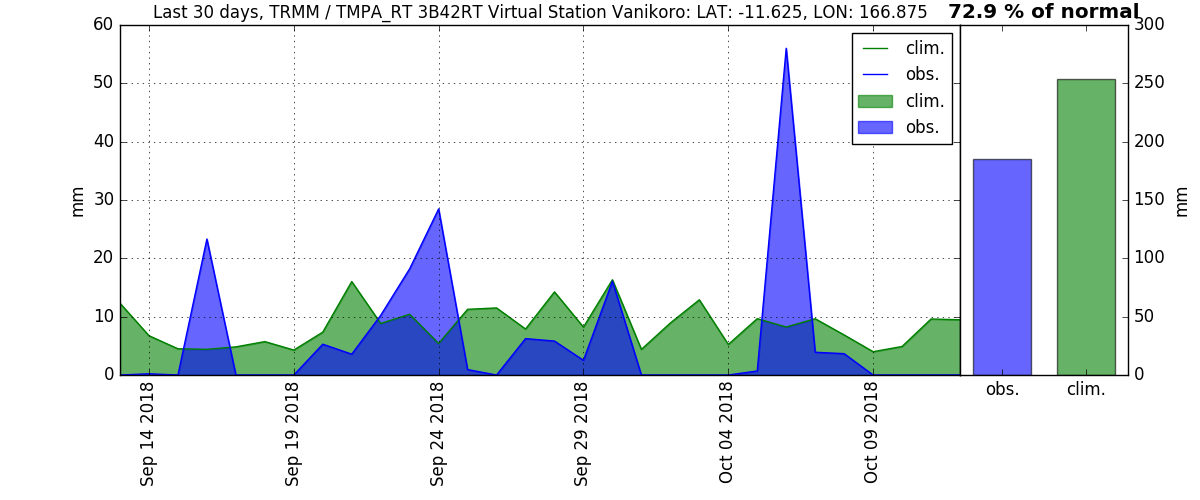 Last 30 days, TRMM / TMPA_RT 3B42RT Virtual Station Vanikoro: LAT: -11.625, LON: 166.875
72.9 % of normal
60
50
40
30
20
10
0
mm
clim.
obs.
clim.
obs.
Sep 14 2018
Sep 19 2018
Sep 24 2018
Sep 29 2018
Oct 04 2018
Oct 09 2018
300
250
200
150
100
50
0
mm
obs.
clim.